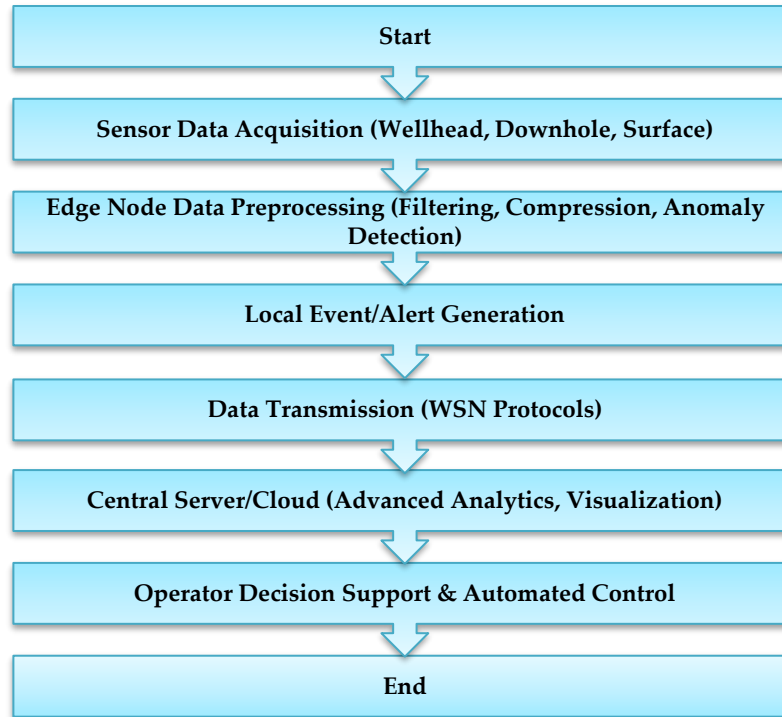 Start
Sensor Data Acquisition (Wellhead, Downhole, Surface)
Edge Node Data Preprocessing (Filtering, Compression, Anomaly
Detection)
Local Event/Alert Generation
Data Transmission (WSN Protocols)
Central Server/Cloud (Advanced Analytics, Visualization)
Operator Decision Support & Automated Control
End